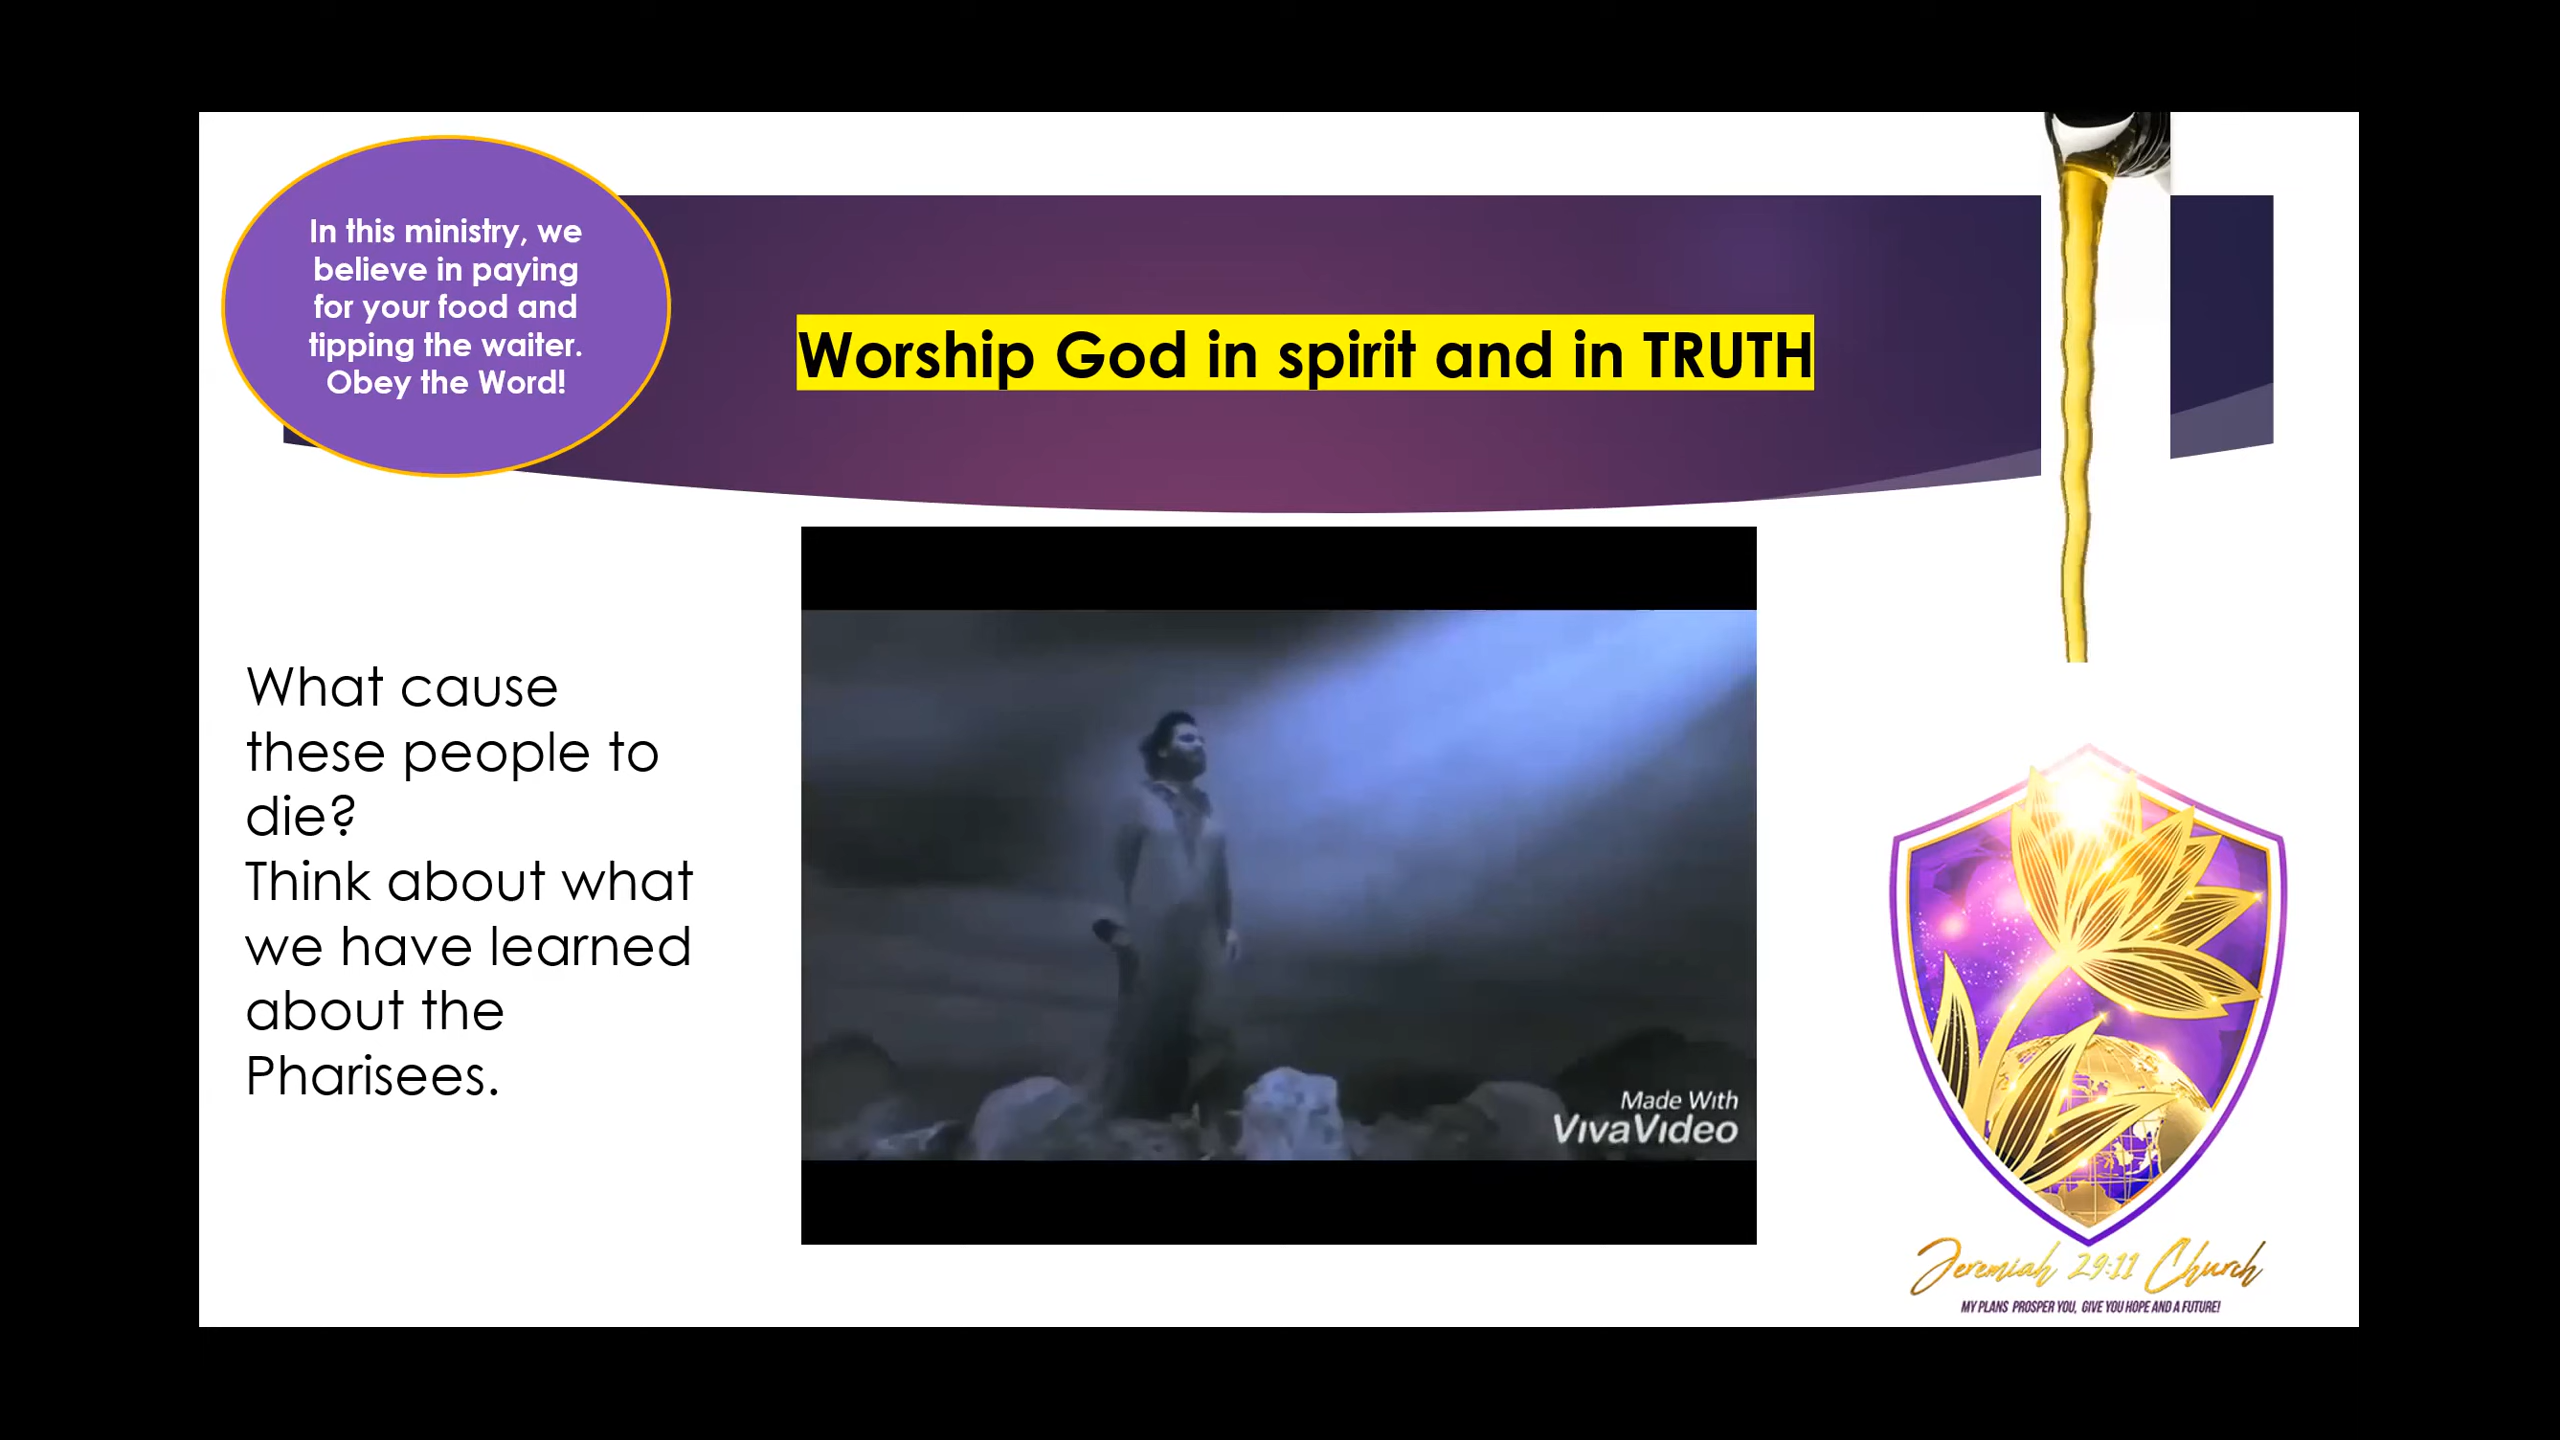 In this ministry, we
believe in paying
for your food and
tipping the waiter.
Obey the Word!
Worship God in spirit and in TRUTH
What cause
these people to
die?
Think about what
we have learned
about the
Pharisees.
Made With
VivaVideo
Jeremiah 29:11 Church
MY PLANS PROSPER YOU, GIVE YOU HOPE AND A FUTURE!